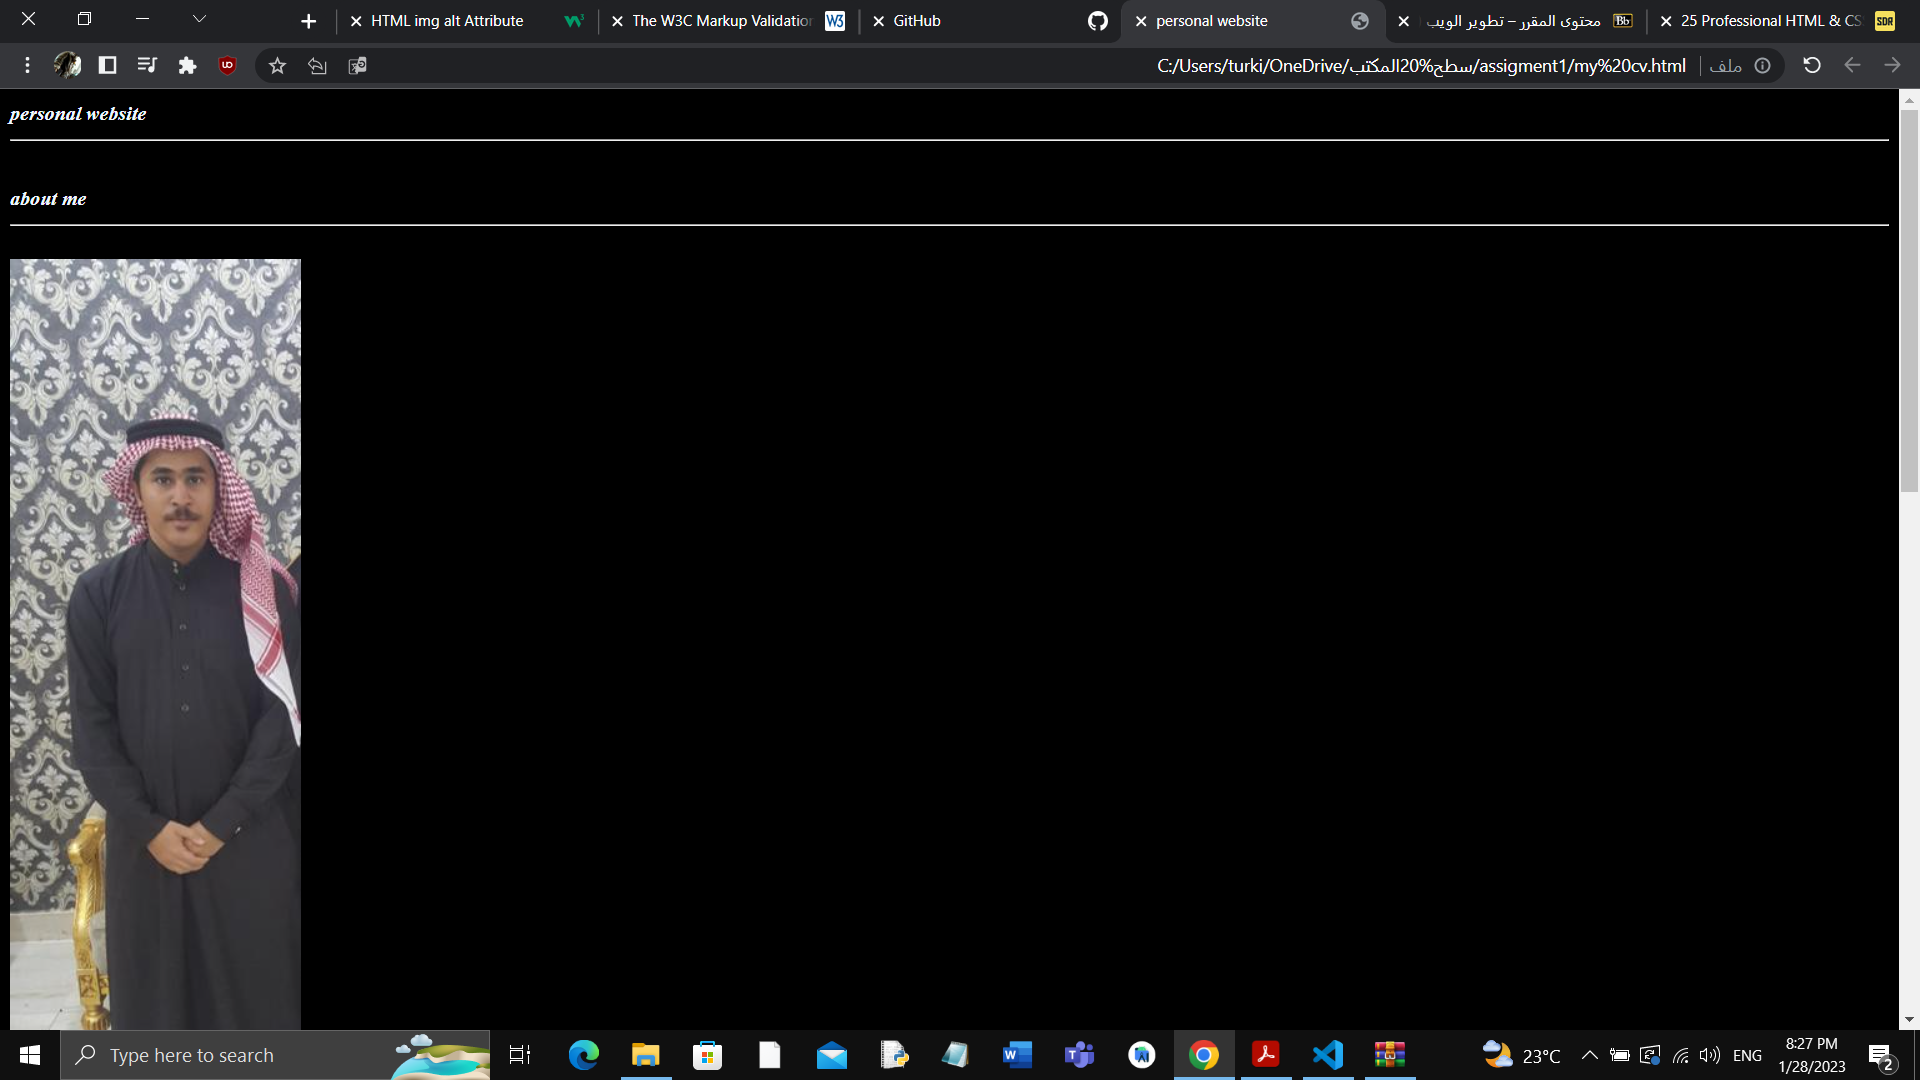 HTML img alt Attribute
The W3C Markup Validation
GitHub
personal website
محتوى المقرر – تطوير الويب
25 Professional HTML & CS
C:/Users/turki/OneDrive/سطح%20المكتب/assigment1/my%20cv.html
ملف
personal website
about me
Type here to search
23°C
ENG
8:27 PM
1/28/2023
2